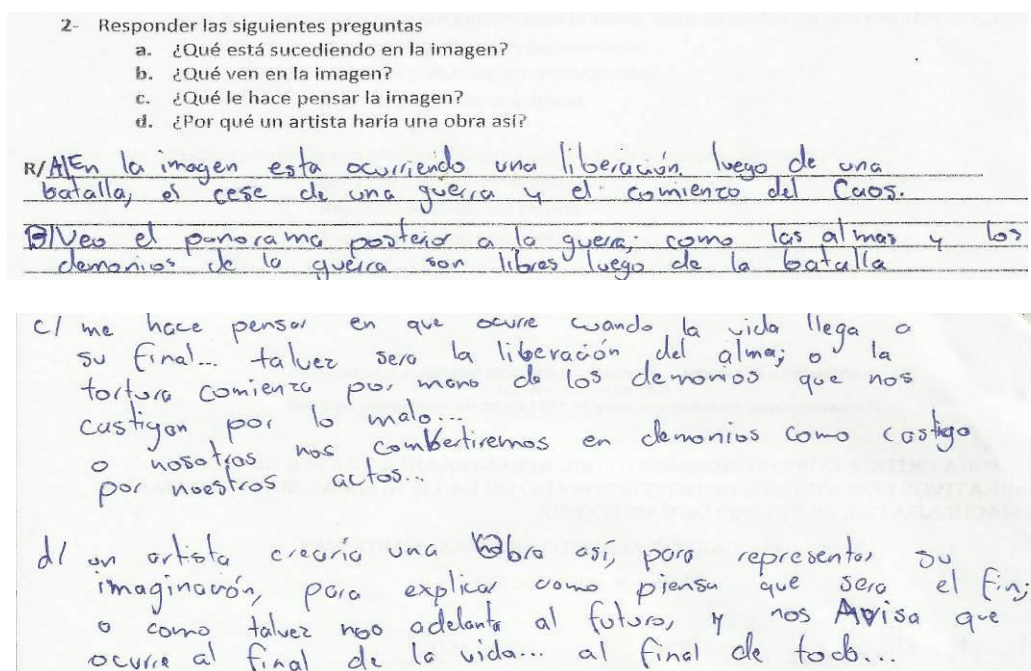 2- Responder las siguientes preguntas
a. ¿Qué está sucediendo en la imagen?
b. ¿Qué ven en la imagen?
c. ¿Qué le hace pensar la imagen?
d. ¿Por qué un artista haría una obra así?
R/A/En la imagen esta ocurriendo una liberación luego de una
batalla, el cese de una guerra y el comienzo del Caos.
B/Veo el panorama posterior a la guerra; como las almas y los
demonios de la guerra son libres luego de la batalla
c/ me hace pensar en que ocurre cuando la vida llega a
su final... talvez sera la liberación del alma; o la
tortura comienza por mano de los demonios que nos
castigan por lo malo...
o nosotros nos combertiremos en demonios como castigo
por nuestros actos...
d/ un artista crearia una Obra así, para representar su
imaginación, para explicar como piensa que sera el fin;
o como talvez nos adelanta al futuro, y nos Avisa que
ocurre al final de la vida... al final de todo...